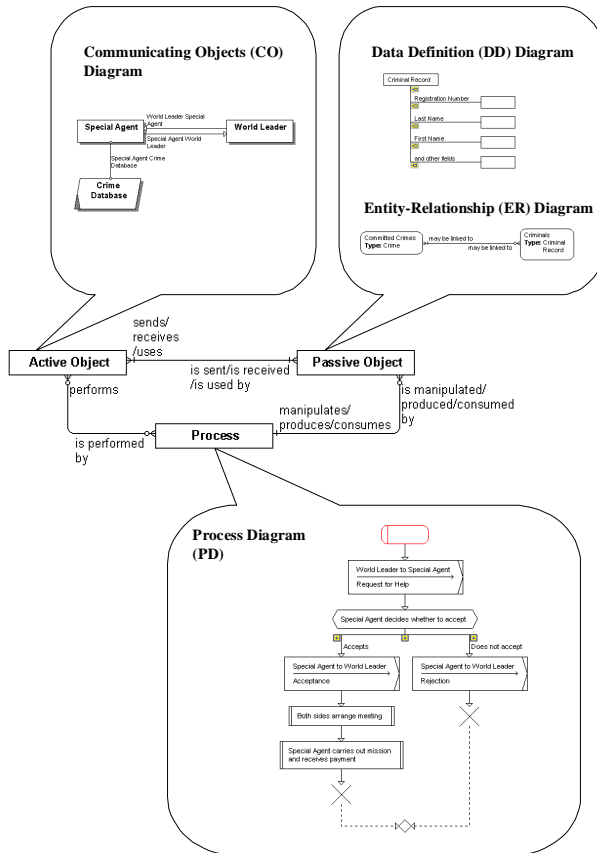 Communicating Objects (CO)
Diagram
World Leader Special
Agent
Special Agent
World Leader
Special Agent World
Leader
Special Agent Crime
Database
Crime
Database
Data Definition (DD) Diagram
Criminal Record
Registration Number
Last Name
First Name
and other fields
Entity-Relationship (ER) Diagram
Committed Crimes:
Type: Crime
may be linked to
may be linked to
Criminals:
Type: Criminal
Record
sends/
receives
/uses
Active Object
Passive Object
is sent/is received
/is used by
performs
is manipulated/
produced/consumed
by
manipulates/
produces/consumes
Process
is performed
by
Process Diagram
(PD)
World Leader to Special Agent
Request for Help
Special Agent decides whether to accept
Accepts
Does not accept
Special Agent to World Leader
Acceptance
Special Agent to World Leader
Rejection
Both sides arrange meeting
Special Agent carries out mission
and receives payment